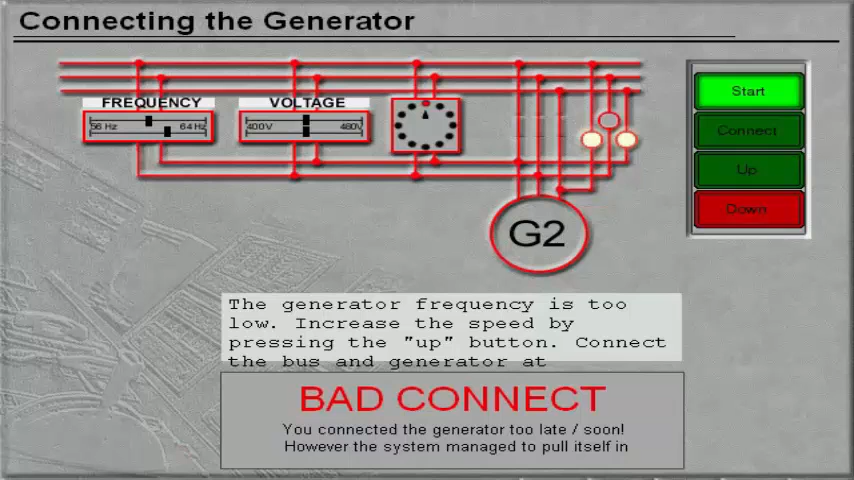 Connecting the Generator
FREQUENCY
VOLTAGE
56 Hz
64 Hz
400V
480V
Start
Connect
Up
Down
G2
The generator frequency is too
low. Increase the speed by
pressing the "up" button. Connect
the bus and generator at
BAD CONNECT
You connected the generator too late / soon!
However the system managed to pull itself in